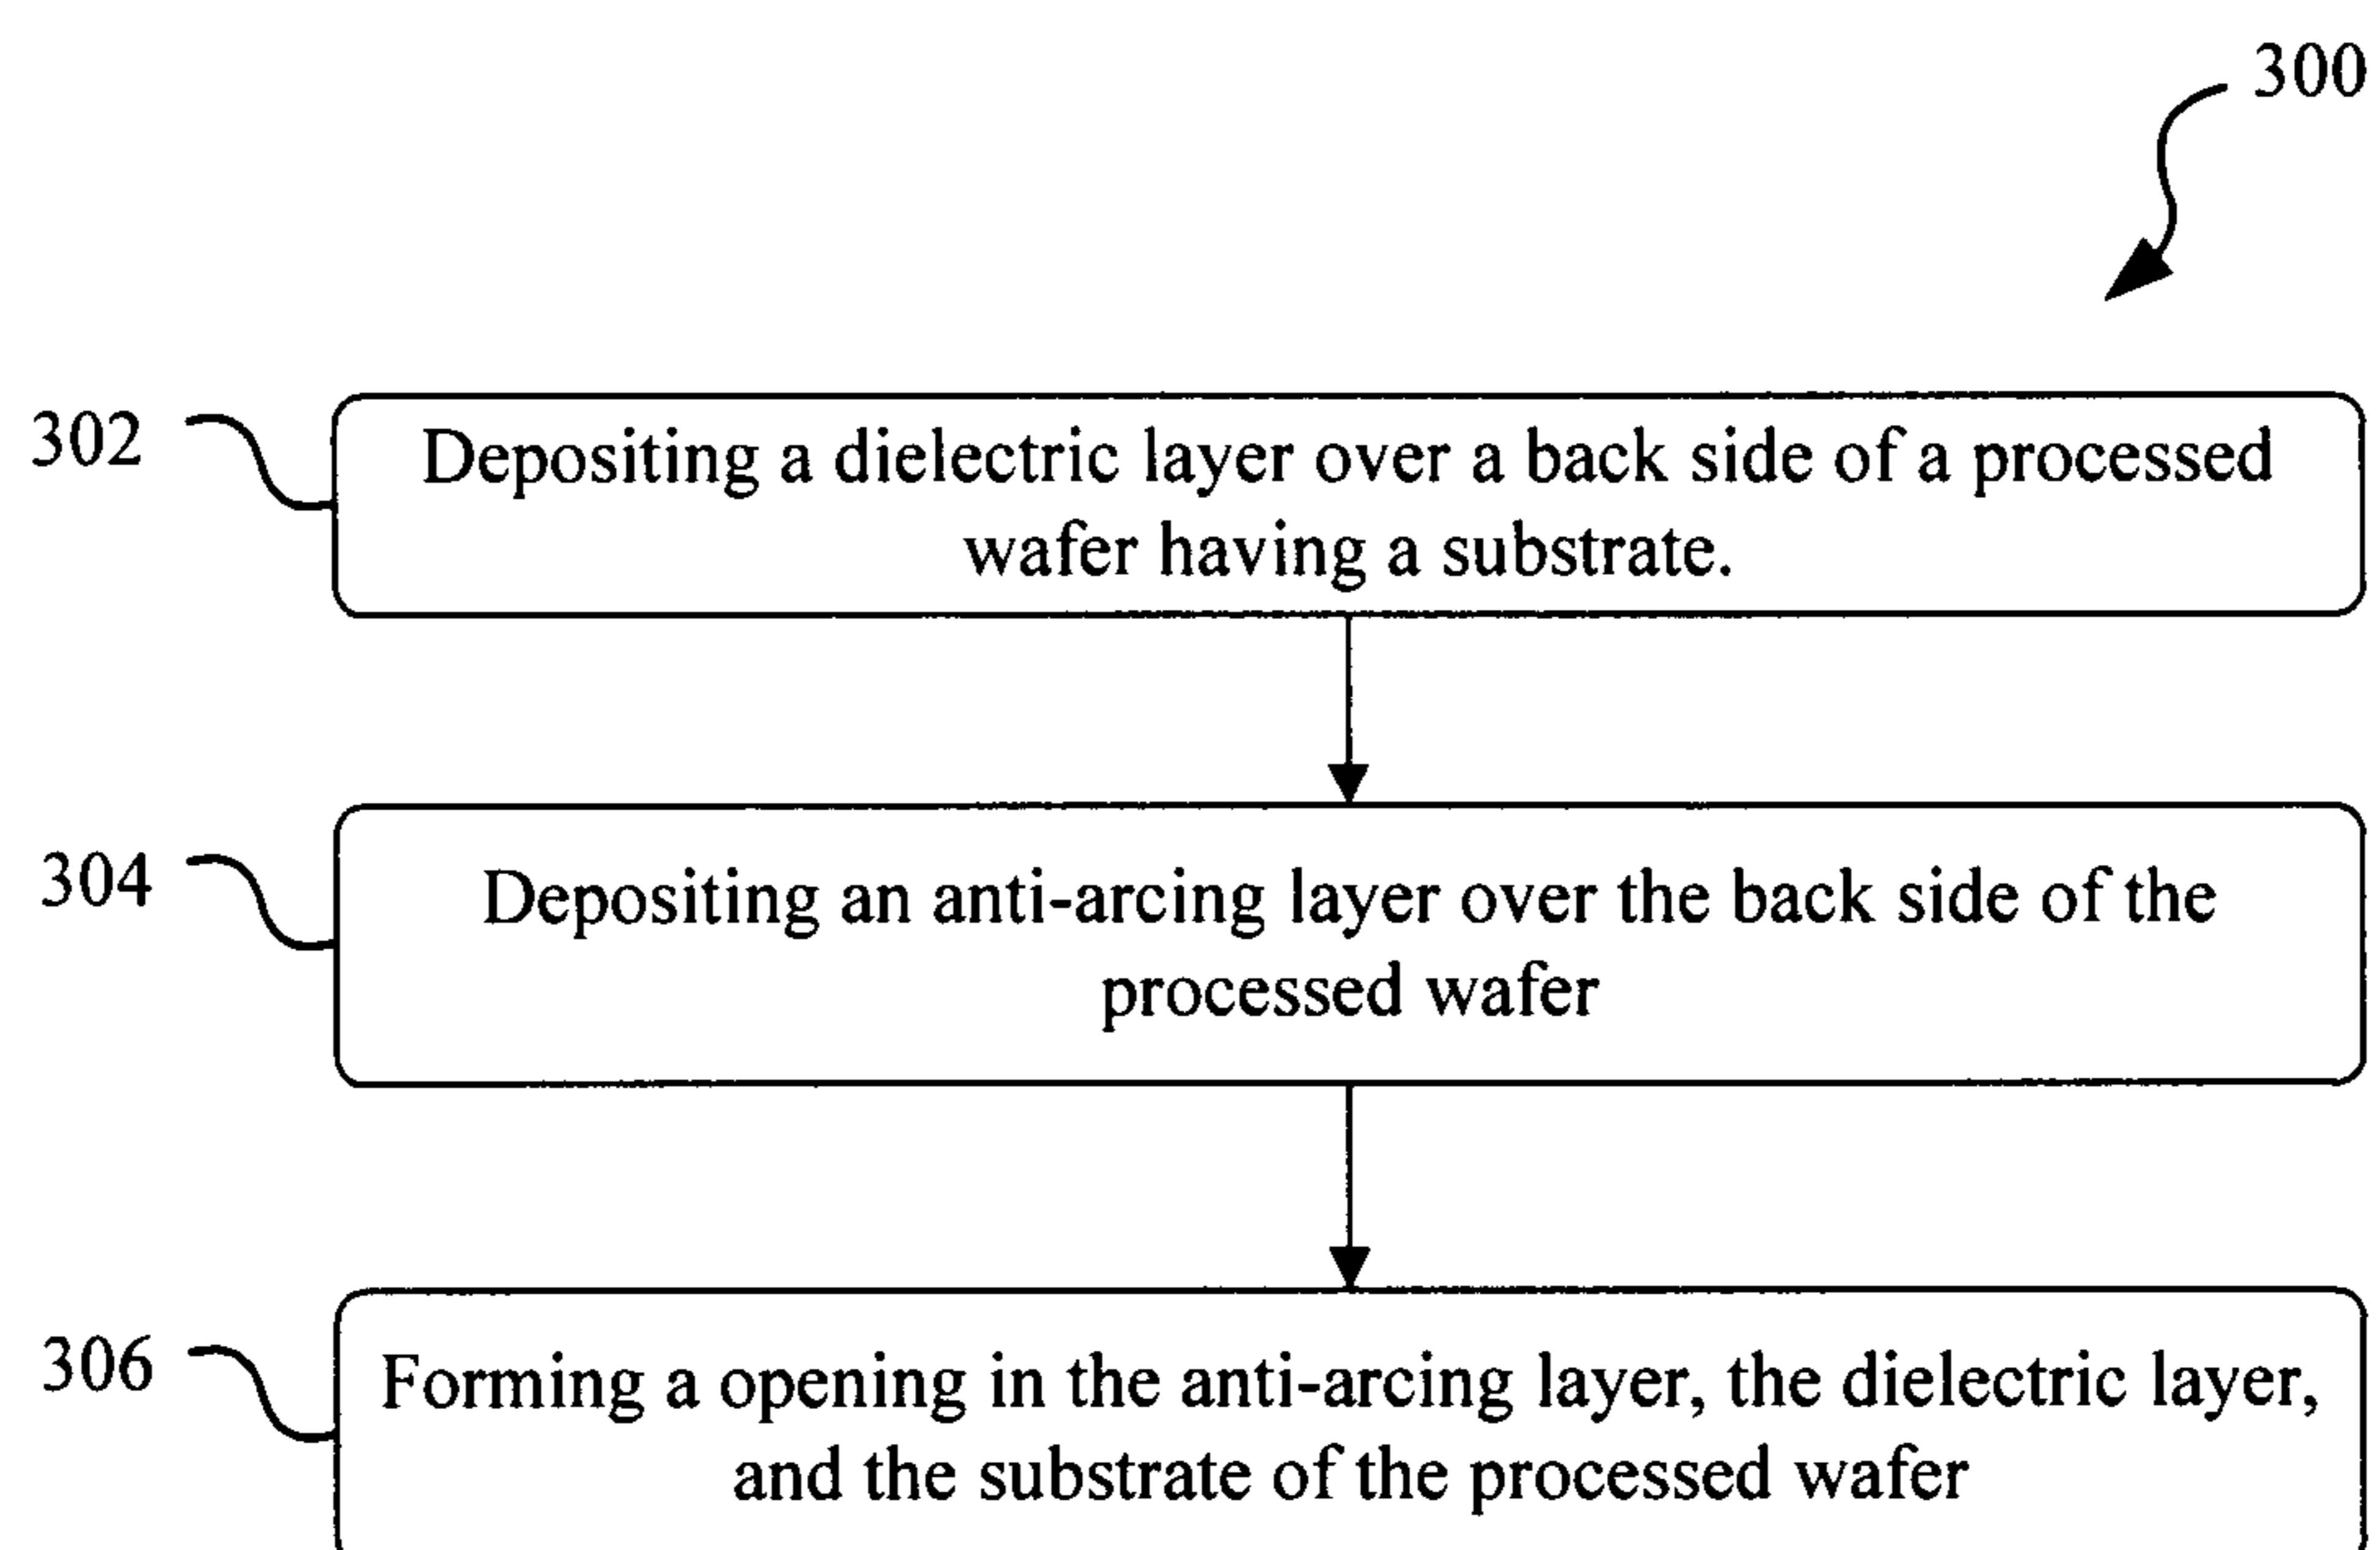 300
302
Depositing a dielectric layer over a back side of a processed
wafer having a substrate.
304
Depositing an anti-arcing layer over the back side of the
processed wafer
306
Forming a opening in the anti-arcing layer, the dielectric layer,
and the substrate of the processed wafer